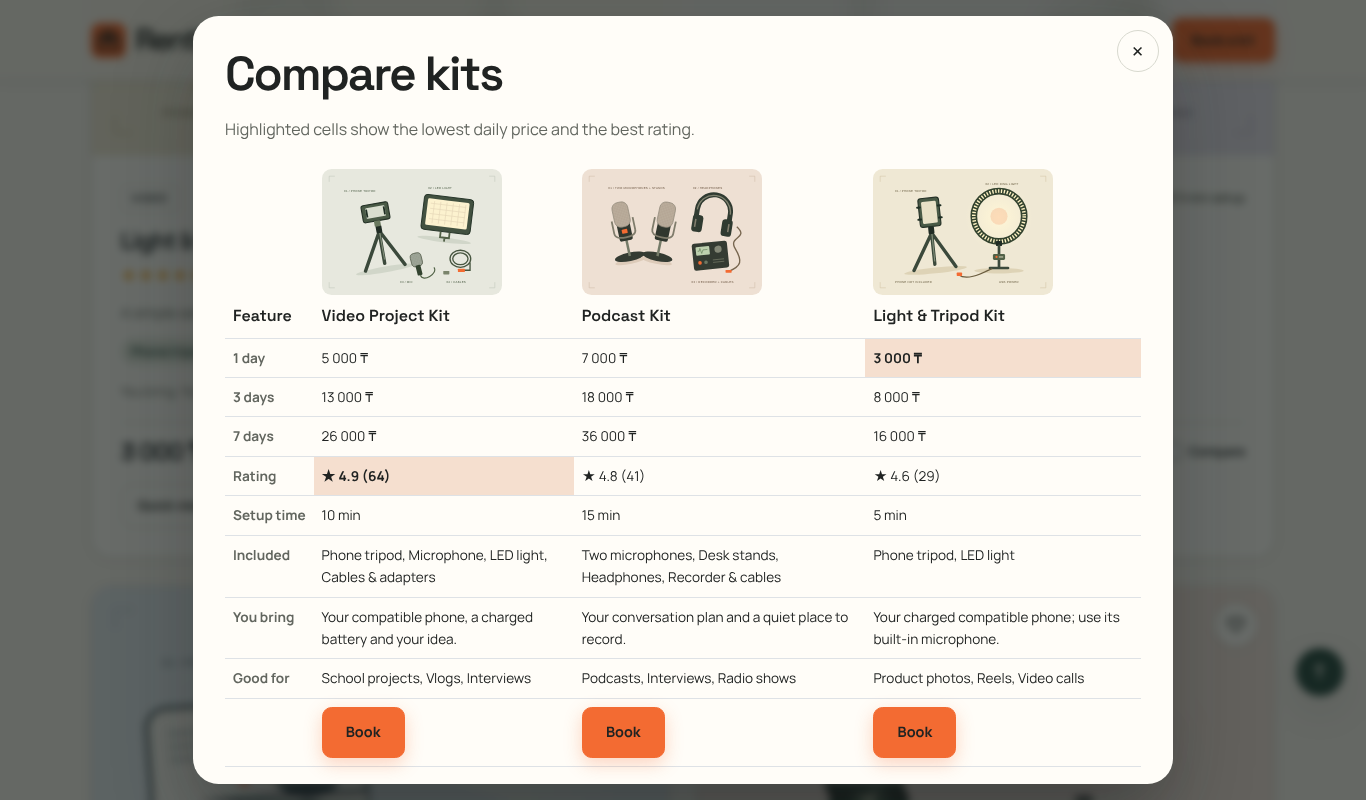 Compare kits
Highlighted cells show the lowest daily price and the best rating.
Feature Video Project Kit Podcast Kit Light & Tripod Kit
1 day 5 000 ₸ 7 000 ₸ 3 000 ₸
3 days 13 000 ₸ 18 000 ₸ 8 000 ₸
7 days 26 000 ₸ 36 000 ₸ 16 000 ₸
Rating ★ 4.9 (64) ★ 4.8 (41) ★ 4.6 (29)
Setup time 10 min 15 min 5 min
Included Phone tripod, Microphone, LED light, Two microphones, Desk stands, Phone tripod, LED light
Cables & adapters Headphones, Recorder & cables
You bring Your compatible phone, a charged Your conversation plan and a quiet place to Your charged compatible phone; use its
battery and your idea. record. built-in microphone.
Good for School projects, Vlogs, Interviews Podcasts, Interviews, Radio shows Product photos, Reels, Video calls
Book Book Book